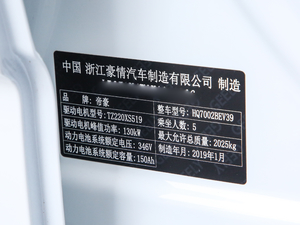 中国 浙江豪情汽车制造有限公司 制造
品牌：帝豪 整车型号：HQ7002BEV39
驱动电机型号：TZ220XS519 乘坐人数：5
驱动电机峰值功率：130kW 最大允许总质量：2025kg
动力电池系统额定电压：346V 制造年月：2019年1月
动力电池系统额定容量：150Ah